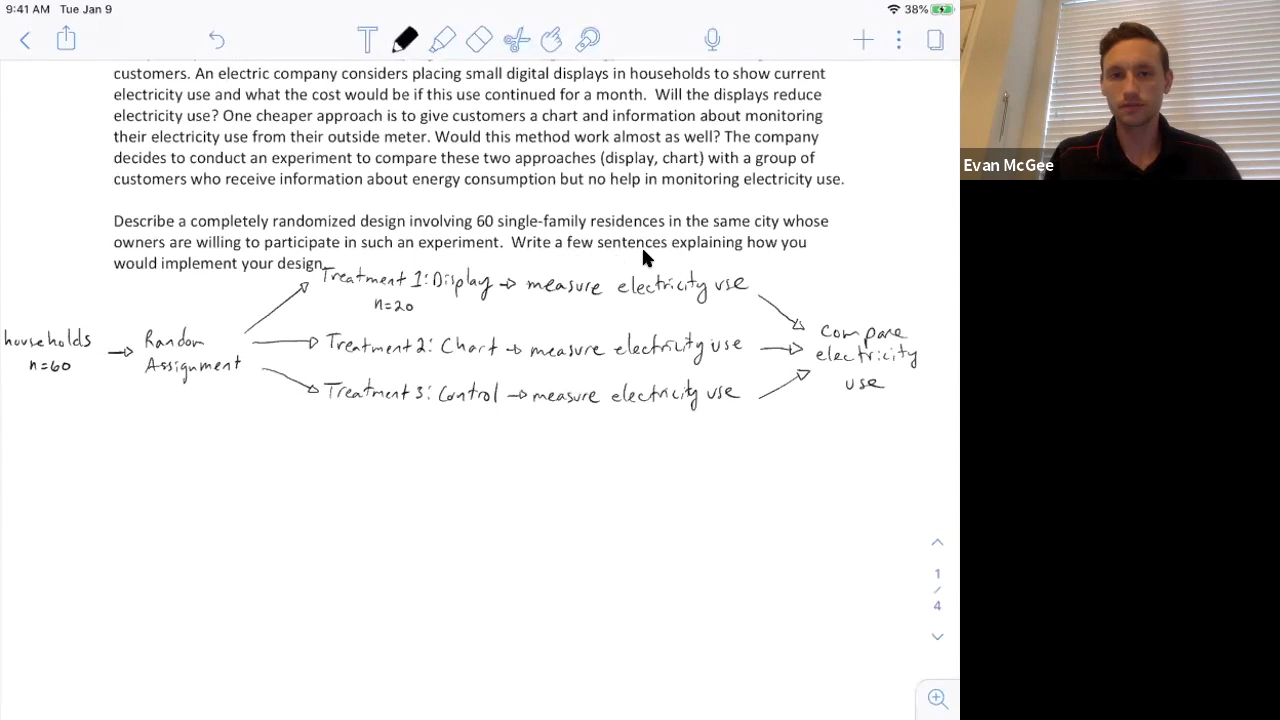 9:41 AM Tue Jan 9
38%
customers. An electric company considers placing small digital displays in households to show current
electricity use and what the cost would be if this use continued for a month. Will the displays reduce
electricity use? One cheaper approach is to give customers a chart and information about monitoring
their electricity use from their outside meter. Would this method work almost as well? The company
decides to conduct an experiment to compare these two approaches (display, chart) with a group of
customers who receive information about energy consumption but no help in monitoring electricity use.
Evan McGee
Describe a completely randomized design involving 60 single-family residences in the same city whose
owners are willing to participate in such an experiment. Write a few sentences explaining how you
would implement your design.
Treatment 1: Display → measure electricity use
n=20
households → Random
n=60 Assignment
Treatment 2: Chart → measure electricity use
Treatment 3: Control → measure electricity use
compare
electricity
use
1
/
4